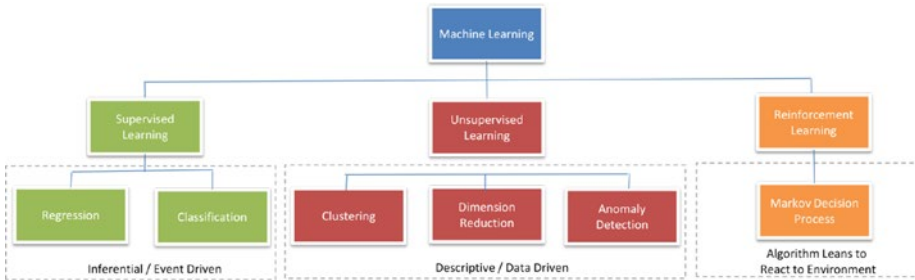 Machine Learning
Supervised
Learning
Unsupervised
Learning
Reinforcement
Learning
Regression
Classification
Clustering
Dimension
Reduction
Anomaly
Detection
Markov Decision
Process
Inferential / Event Driven
Descriptive / Data Driven
Algorithm Leans to
React to Environment